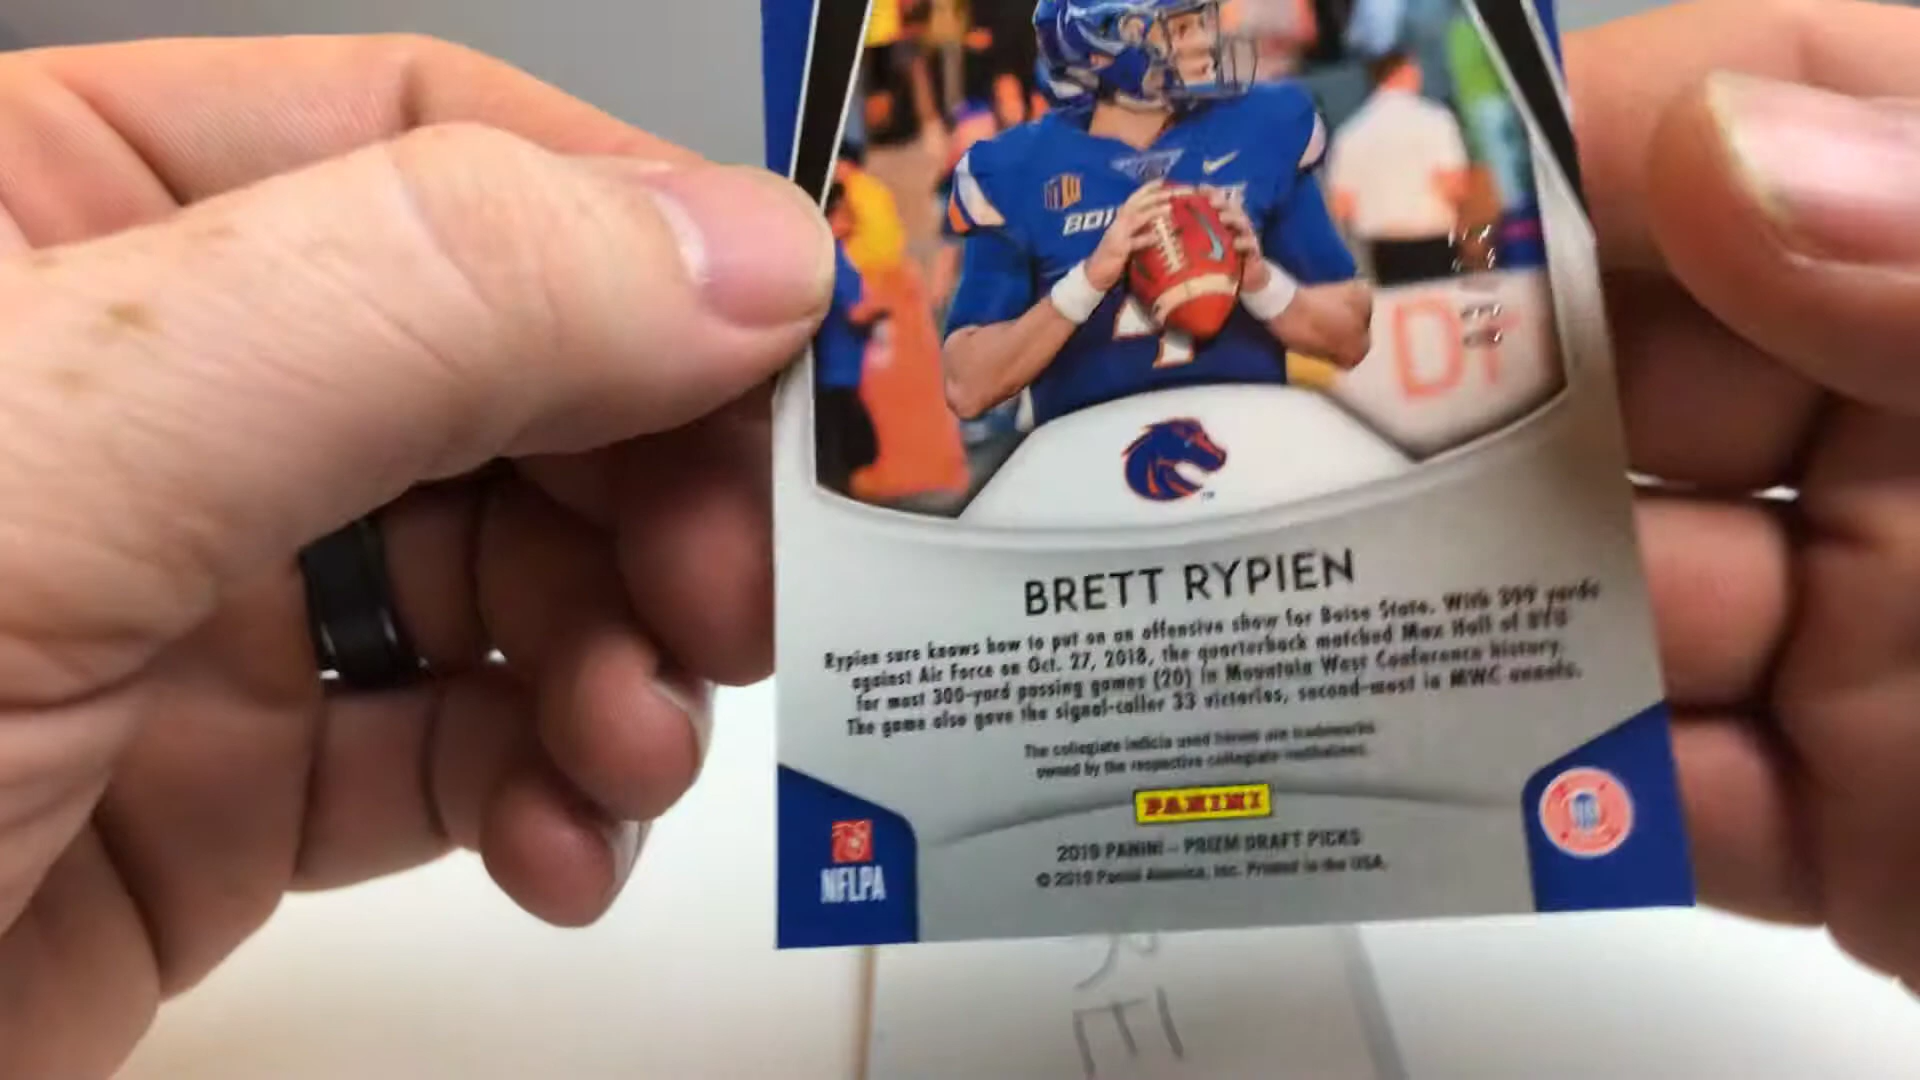 BOI
4
DT
TM
BRETT RYPIEN
Rypien sure knows how to put on an offensive show for Boise State. With 399 yards
against Air Force on Oct. 27, 2018, the quarterback matched Max Hall of BYU
for most 300-yard passing games (20) in Mountain West Conference history.
The game also gave the signal-caller 33 victories, second-most in MWC annals.
The collegiate indicia used herein are trademarks
owned by the respective collegiate institutions.
PANINI
2019 PANINI – PRIZM DRAFT PICKS
© 2019 Panini America, Inc. Printed in the USA.
NFLPA